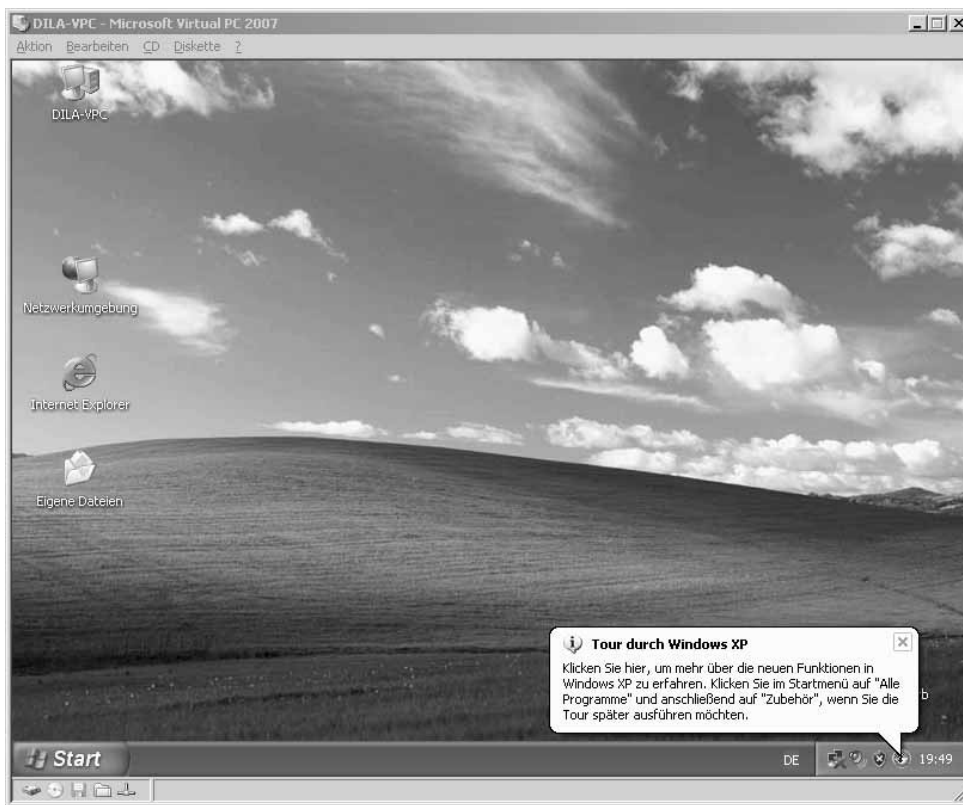 DILA-VPC - Microsoft Virtual PC 2007
Aktion Bearbeiten CD Diskette ?
DILA-VPC
Netzwerkumgebung
Internet Explorer
Eigene Dateien
Tour durch Windows XP
Klicken Sie hier, um mehr über die neuen Funktionen in
Windows XP zu erfahren. Klicken Sie im Startmenü auf "Alle
Programme" und anschließend auf "Zubehör", wenn Sie die
Tour später ausführen möchten.
Start
DE
19:49